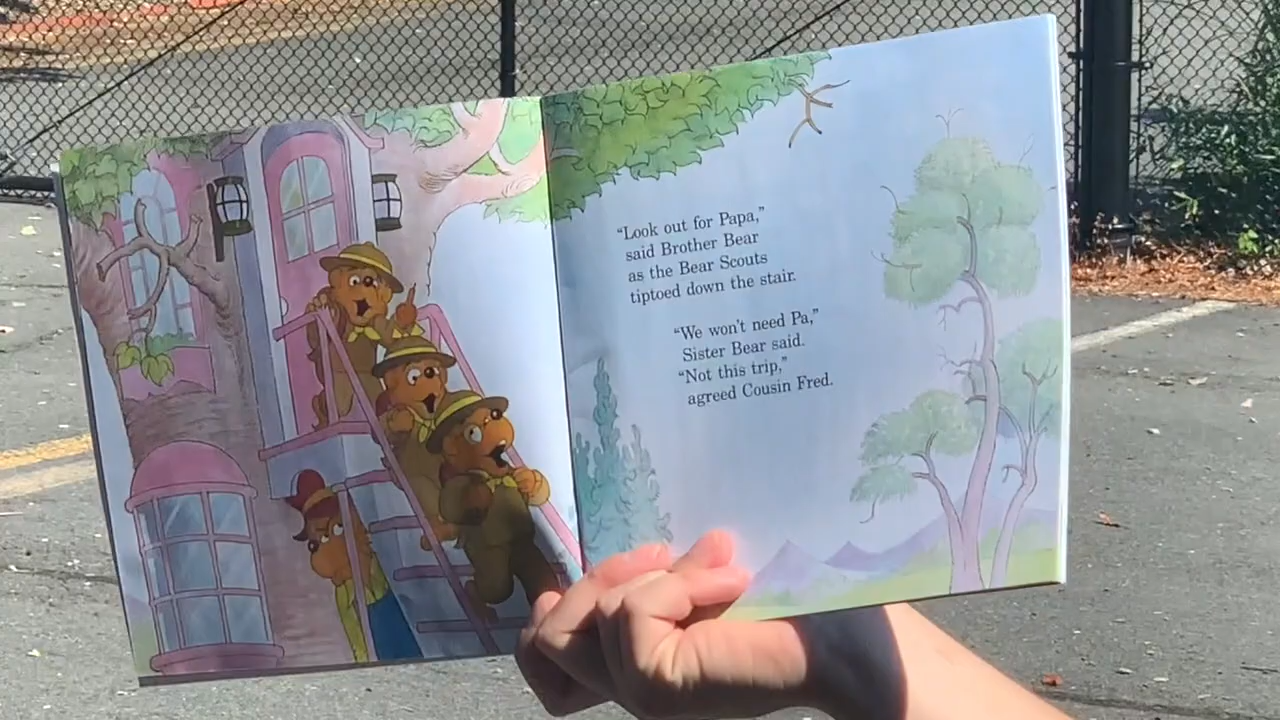 “Look out for Papa,”
said Brother Bear
as the Bear Scouts
tiptoed down the stair.
“We won't need Pa,”
Sister Bear said.
“Not this trip,”
agreed Cousin Fred.